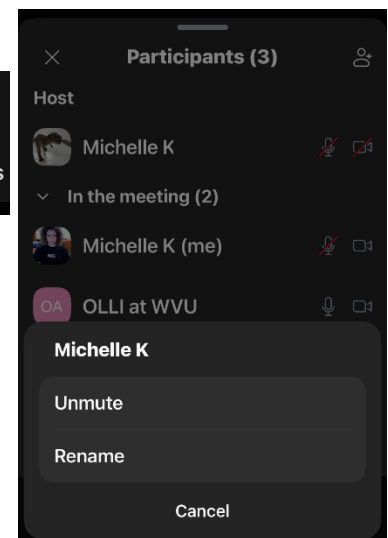 s
Participants (3)
Host
Michelle K
In the meeting (2)
Michelle K (me)
OA OLLI at WVU
Michelle K
Unmute
Rename
Cancel